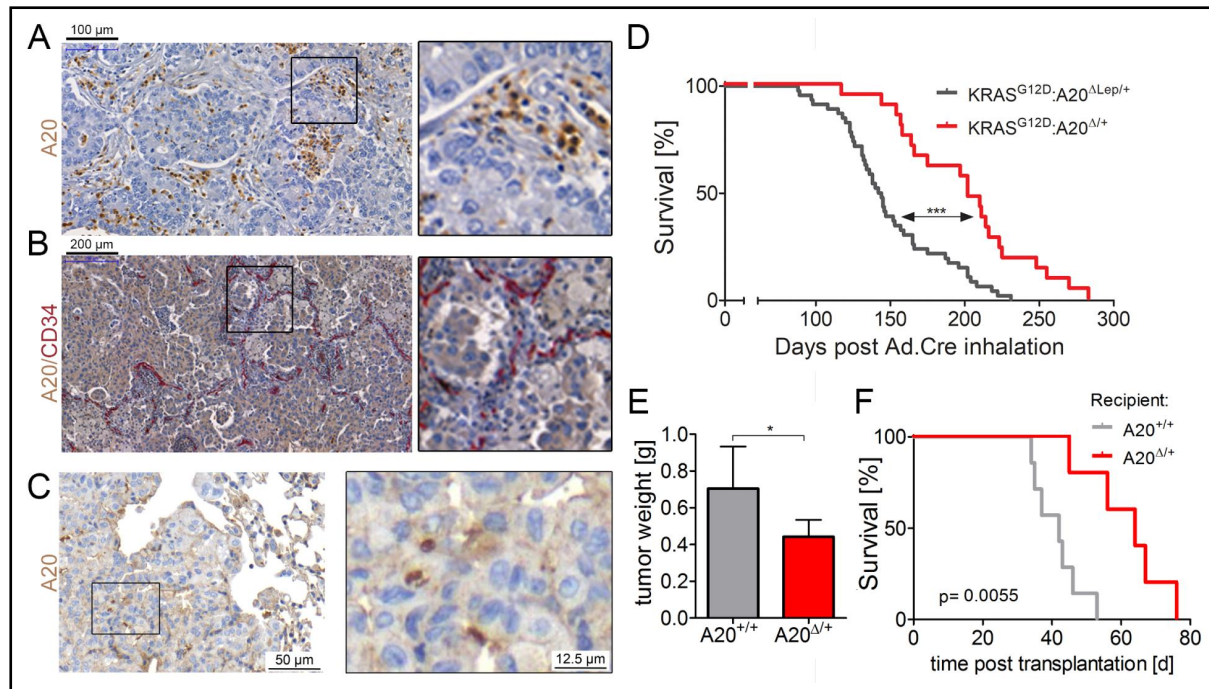 A
100 µm
A20
B
200 µm
A20/CD34
C
A20
50 µm
12.5 µm
D
Survival [%]
100
50
0
KRASG12D:A20ΔLep/+
KRASG12D:A20Δ/+
***
0
100
150
200
250
300
Days post Ad.Cre inhalation
E
tumor weight [g]
1.0
0.8
0.6
0.4
0.2
0.0
*
A20+/+
A20Δ/+
F
Recipient:
A20+/+
A20Δ/+
Survival [%]
100
50
0
p= 0.0055
0
20
40
60
80
time post transplantation [d]